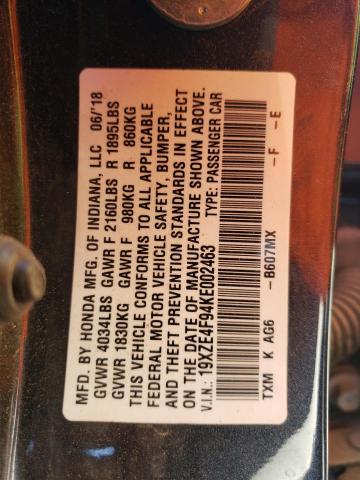 MFD. BY HONDA MFG. OF INDIANA, LLC 06/'18
GVWR 4034LBS GAWR F 2160LBS R 1895LBS
GVWR 1830KG GAWR F 980KG R 860KG
THIS VEHICLE CONFORMS TO ALL APPLICABLE
FEDERAL MOTOR VEHICLE SAFETY, BUMPER,
AND THEFT PREVENTION STANDARDS IN EFFECT
ON THE DATE OF MANUFACTURE SHOWN ABOVE.
V.I.N.: 19XZE4F94KE002463 TYPE: PASSENGER CAR
TXM K AG6 -B607MX -F -E